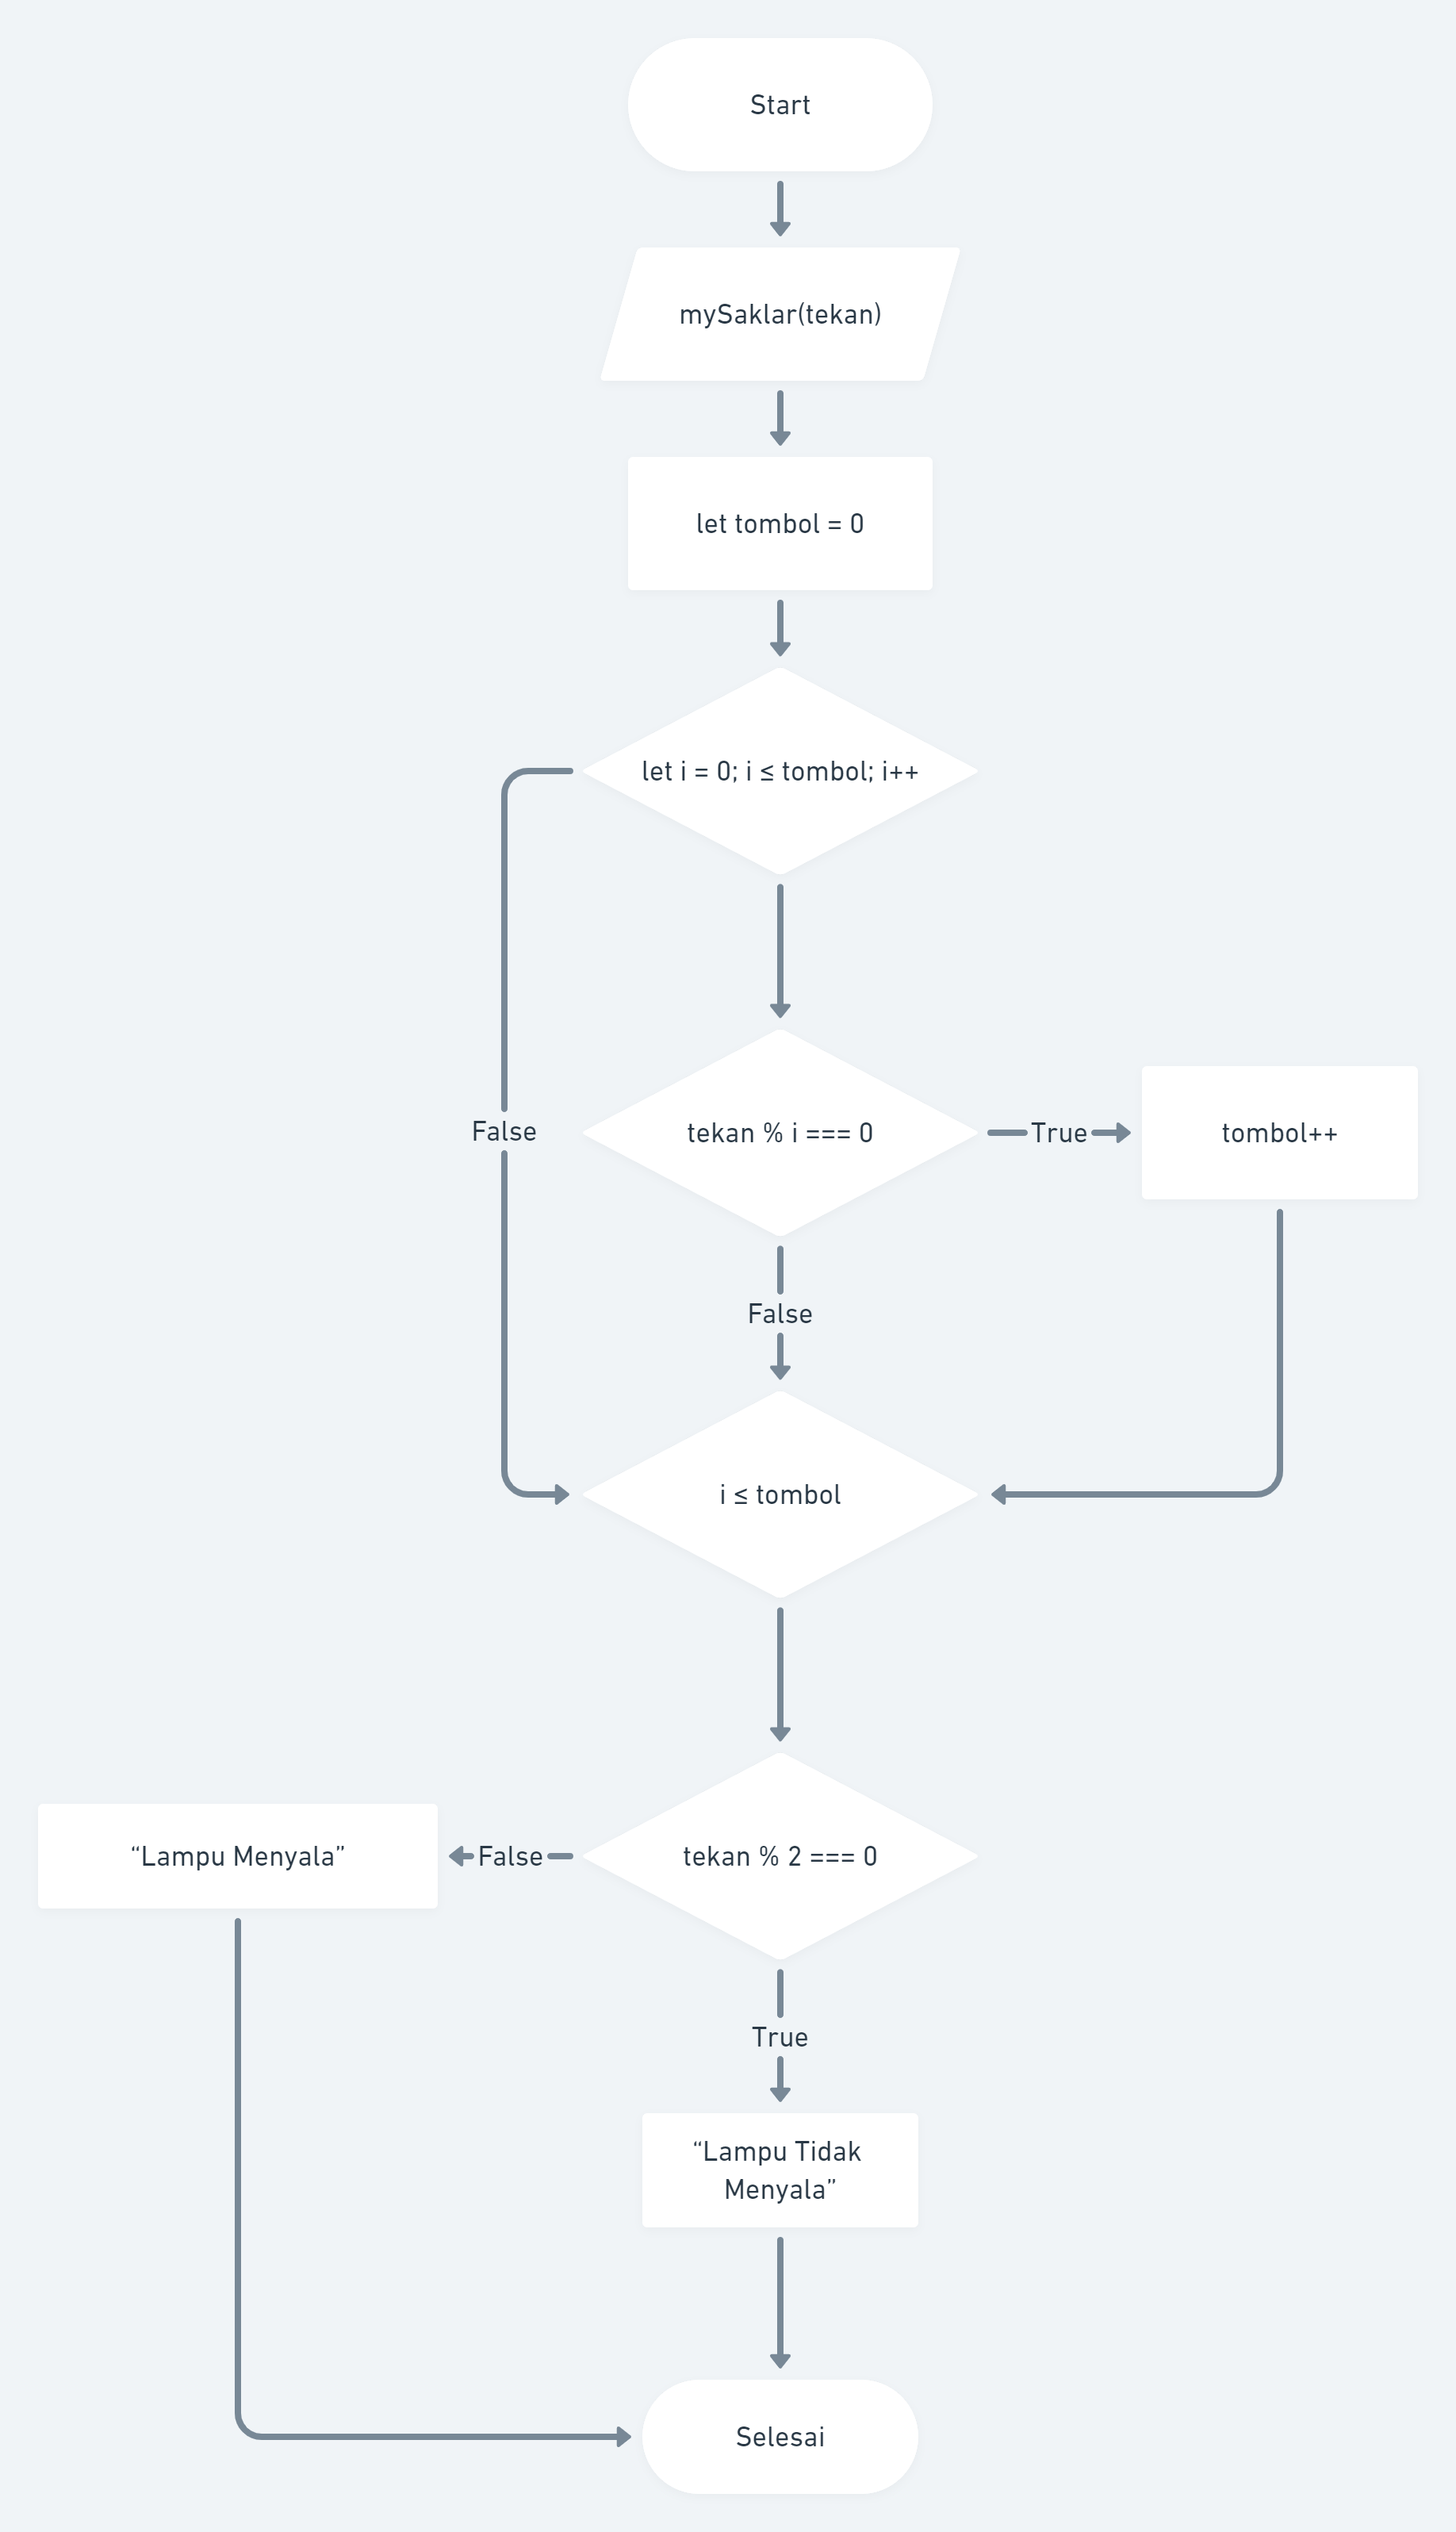 Start
mySaklar(tekan)
let tombol = 0
let i = 0; i ≤ tombol; i++
False
tekan % i === 0
True
tombol++
False
i ≤ tombol
“Lampu Menyala”
False
tekan % 2 === 0
True
“Lampu Tidak
Menyala”
Selesai